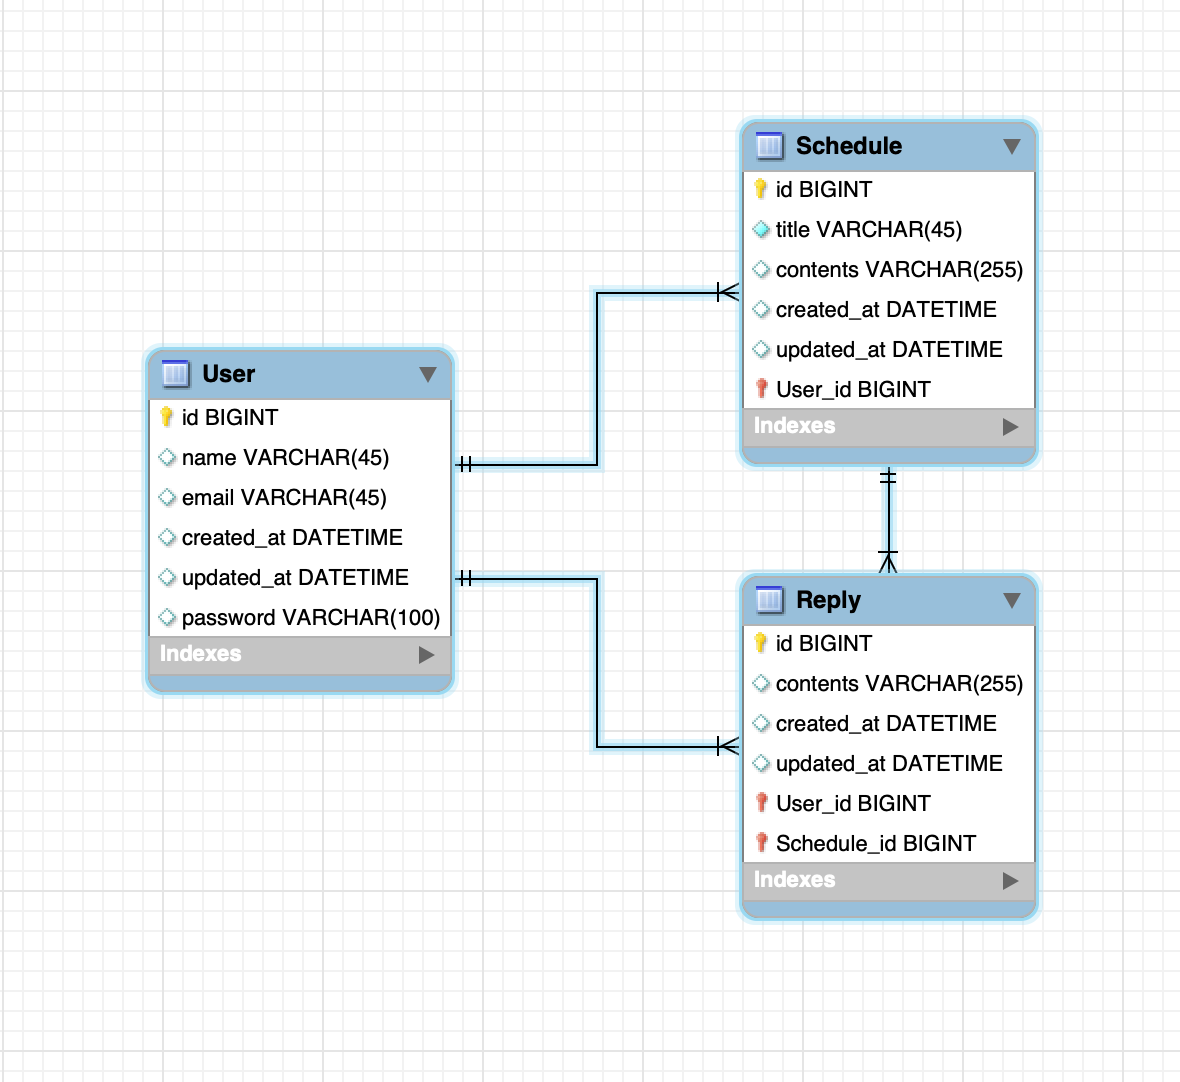 User
id BIGINT
name VARCHAR(45)
email VARCHAR(45)
created_at DATETIME
updated_at DATETIME
password VARCHAR(100)
Indexes
Schedule
id BIGINT
title VARCHAR(45)
contents VARCHAR(255)
created_at DATETIME
updated_at DATETIME
User_id BIGINT
Indexes
Reply
id BIGINT
contents VARCHAR(255)
created_at DATETIME
updated_at DATETIME
User_id BIGINT
Schedule_id BIGINT
Indexes